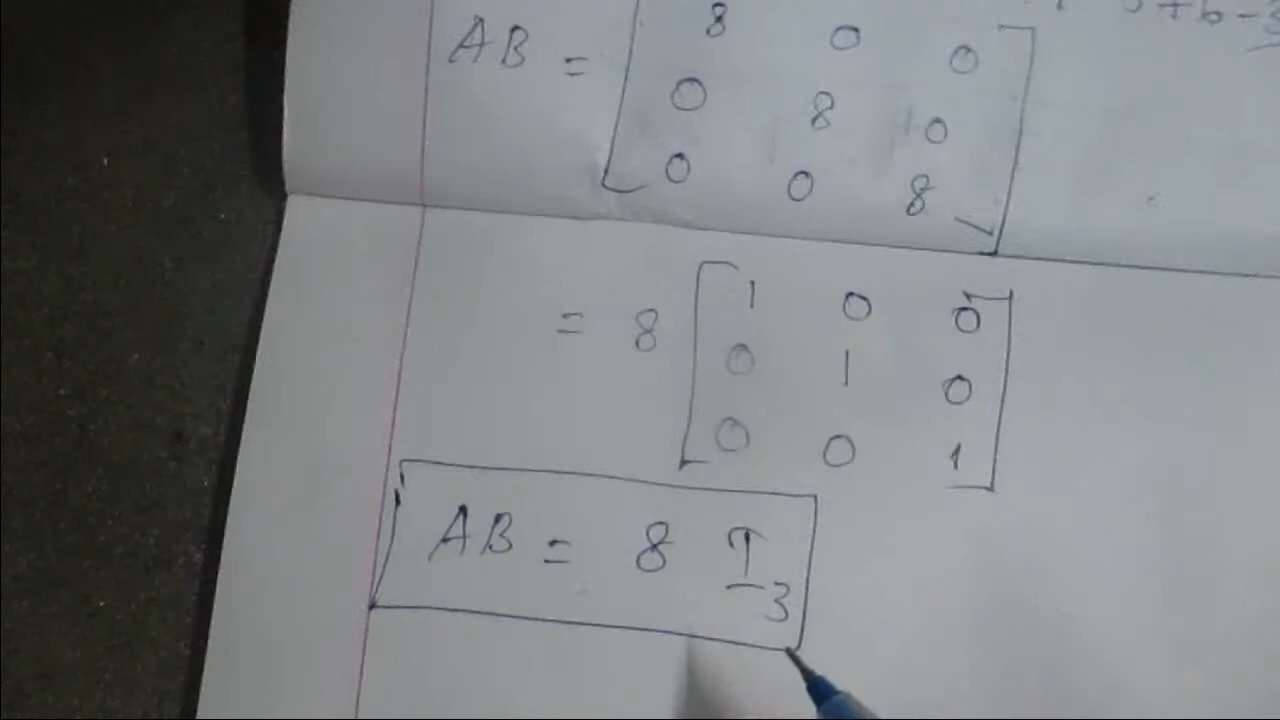 AB = [ 8 0 0
0 8 0
0 0 8 ]
= 8 [ 1 0 0
0 1 0
0 0 1 ]
AB = 8 I₃